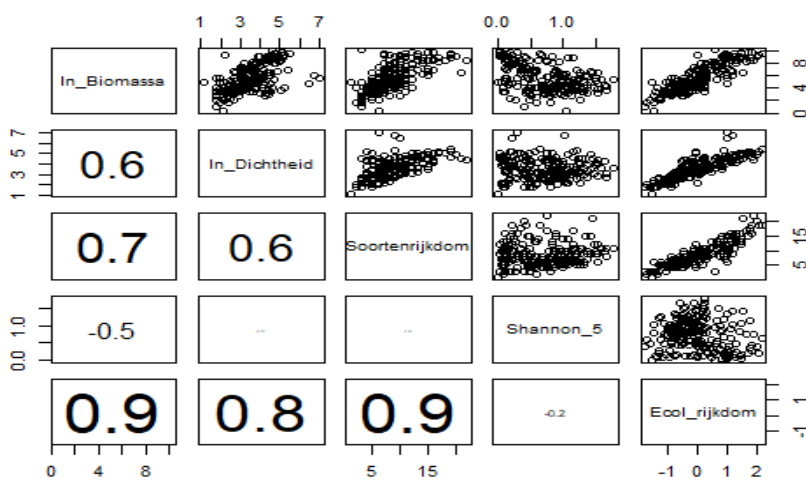 1 3 5 7 0.0 1.0
ln_Biomassa 0 4 8
1 3 5 7 0.6 ln_Dichtheid
0.7 0.6 Soortenrijkdom 5 15
0.0 1.0 -0.5 Shannon_5
0.9 0.8 0.9 -0.2 Ecol_rijkdom -1 1
0 4 8 5 15 -1 0 1 2